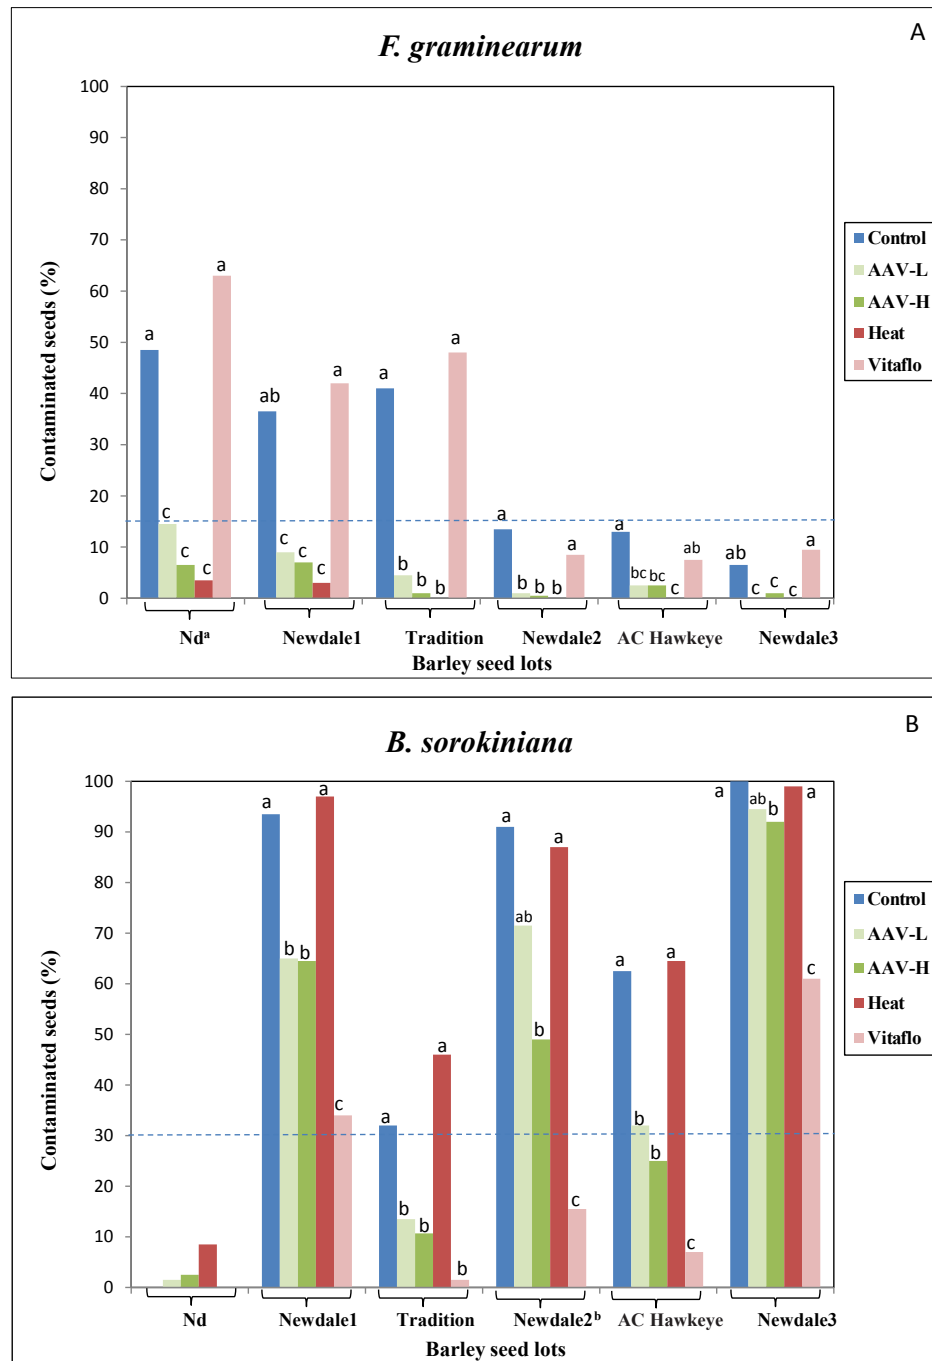 A
F. graminearum
100
90
80
70
60
50
40
30
20
10
0
Contaminated seeds (%)
a c c c a
ab c c c a
a b b b a
a b b b a
a bc bc c ab
ab c c c a
Ndᵃ Newdale1 Tradition Newdale2 AC Hawkeye Newdale3
Barley seed lots
Control
AAV-L
AAV-H
Heat
Vitaflo
B
B. sorokiniana
100
90
80
70
60
50
40
30
20
10
0
Contaminated seeds (%)
a b b a c
a b b a b
a ab b a c
a b b a c
a ab b a c
Nd Newdale1 Tradition Newdale2ᵇ AC Hawkeye Newdale3
Barley seed lots
Control
AAV-L
AAV-H
Heat
Vitaflo